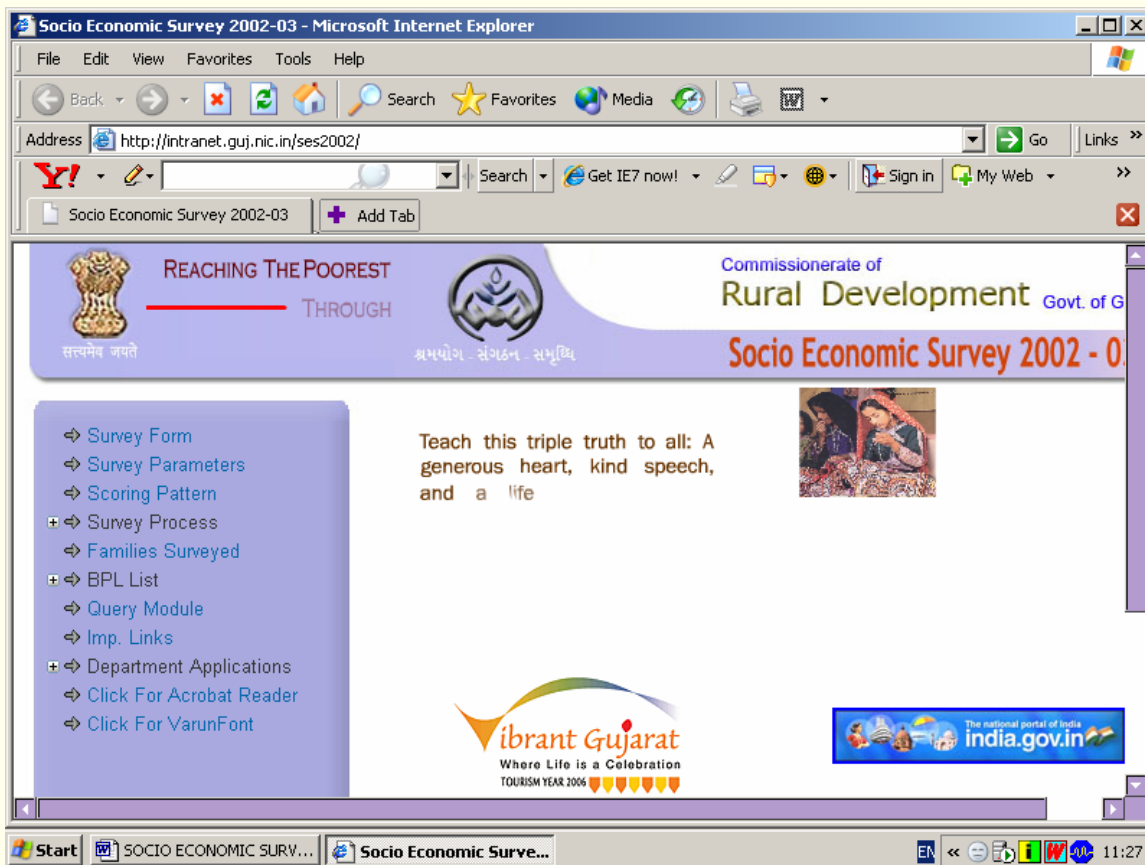 Socio Economic Survey 2002-03 - Microsoft Internet Explorer
File Edit View Favorites Tools Help
Back Search Favorites Media
Address http://intranet.guj.nic.in/ses2002/ Go Links »
Y! Search Get IE7 now! Sign in My Web »
Socio Economic Survey 2002-03 Add Tab
REACHING THE POOREST
THROUGH
सत्यमेव जयते
શ્રમયોગ - સંગઠન - સમૃધ્ધિ
Commissionerate of
Rural Development Govt. of G
Socio Economic Survey 2002 - 0
Survey Form
Survey Parameters
Scoring Pattern
Survey Process
Families Surveyed
BPL List
Query Module
Imp. Links
Department Applications
Click For Acrobat Reader
Click For VarunFont
Teach this triple truth to all: A
generous heart, kind speech,
and a life
Vibrant Gujarat
Where Life is a Celebration
TOURISM YEAR 2006
The national portal of India
india.gov.in
Start SOCIO ECONOMIC SURV... Socio Economic Surve... EN « 11:27